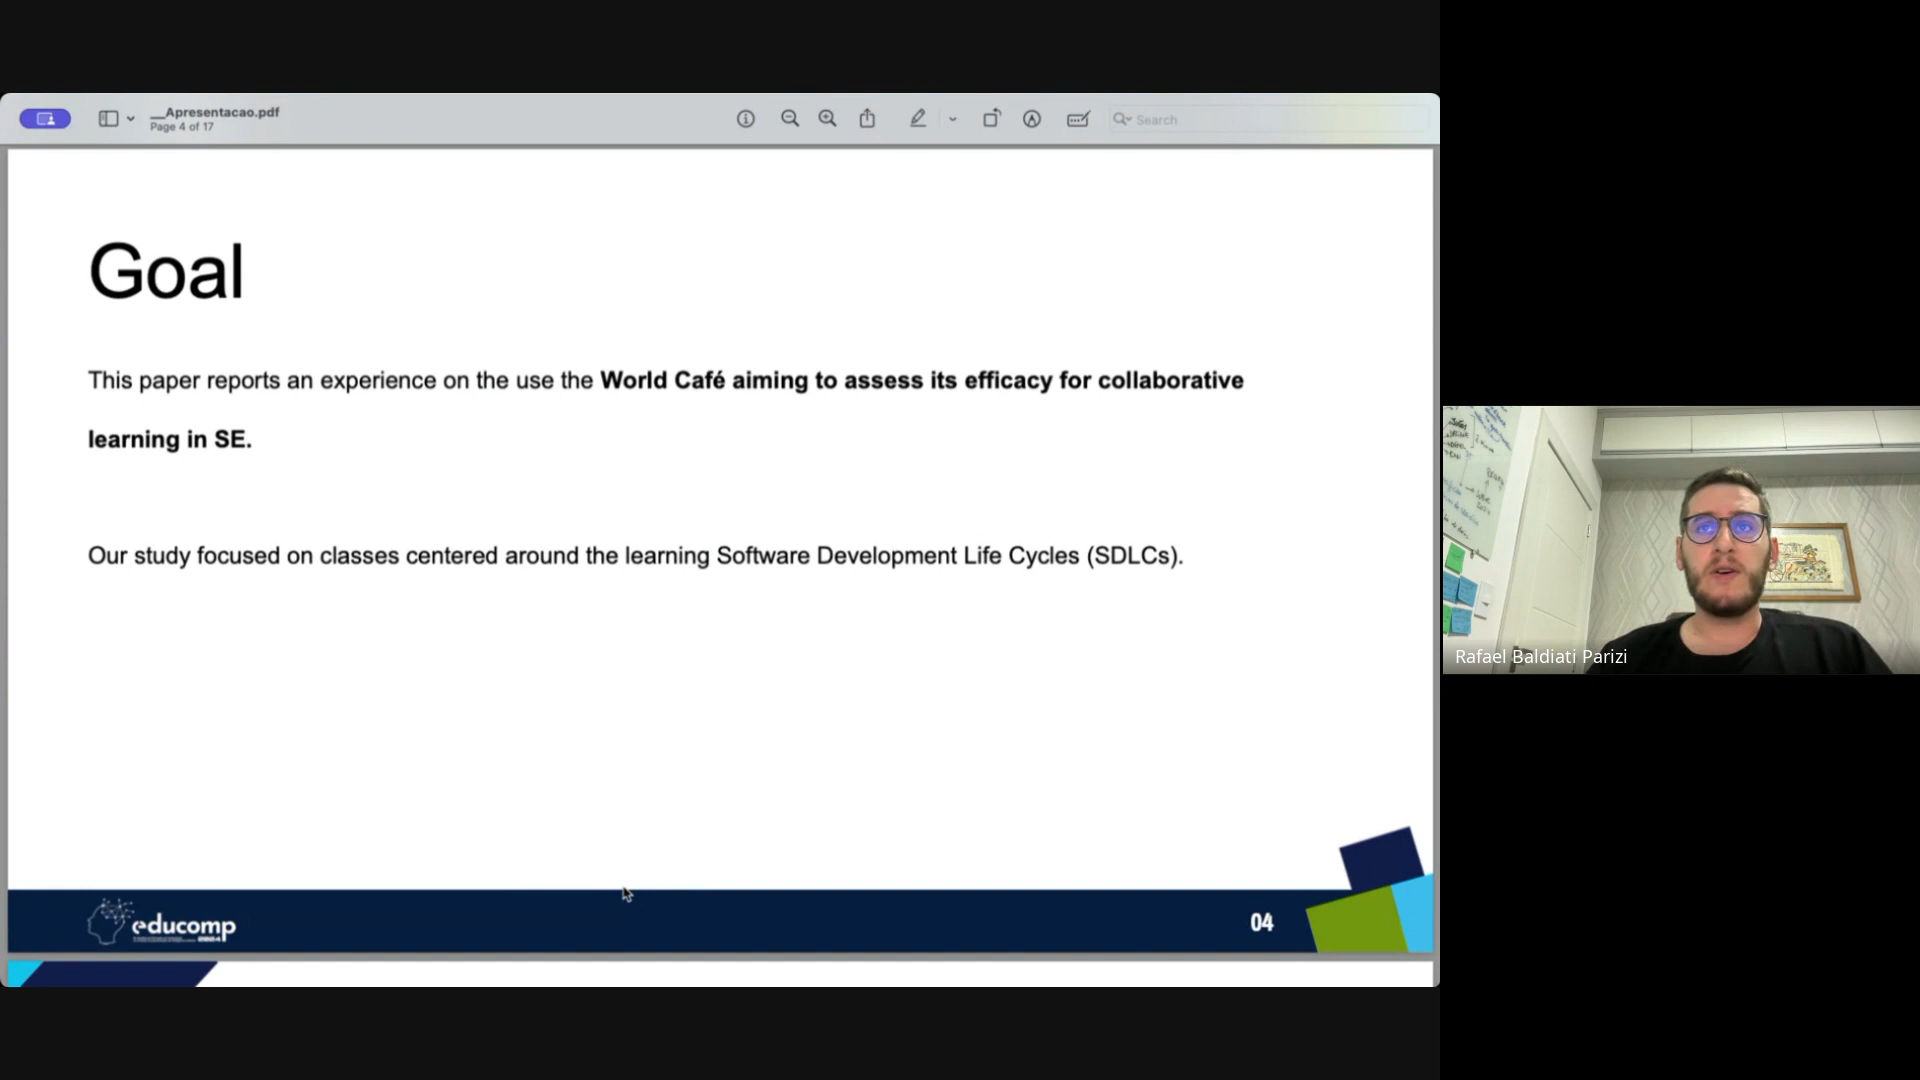 __Apresentacao.pdf
Page 4 of 17
Search
Goal
This paper reports an experience on the use the World Café aiming to assess its efficacy for collaborative
learning in SE.
Our study focused on classes centered around the learning Software Development Life Cycles (SDLCs).
educomp
04
Rafael Baldiati Parizi